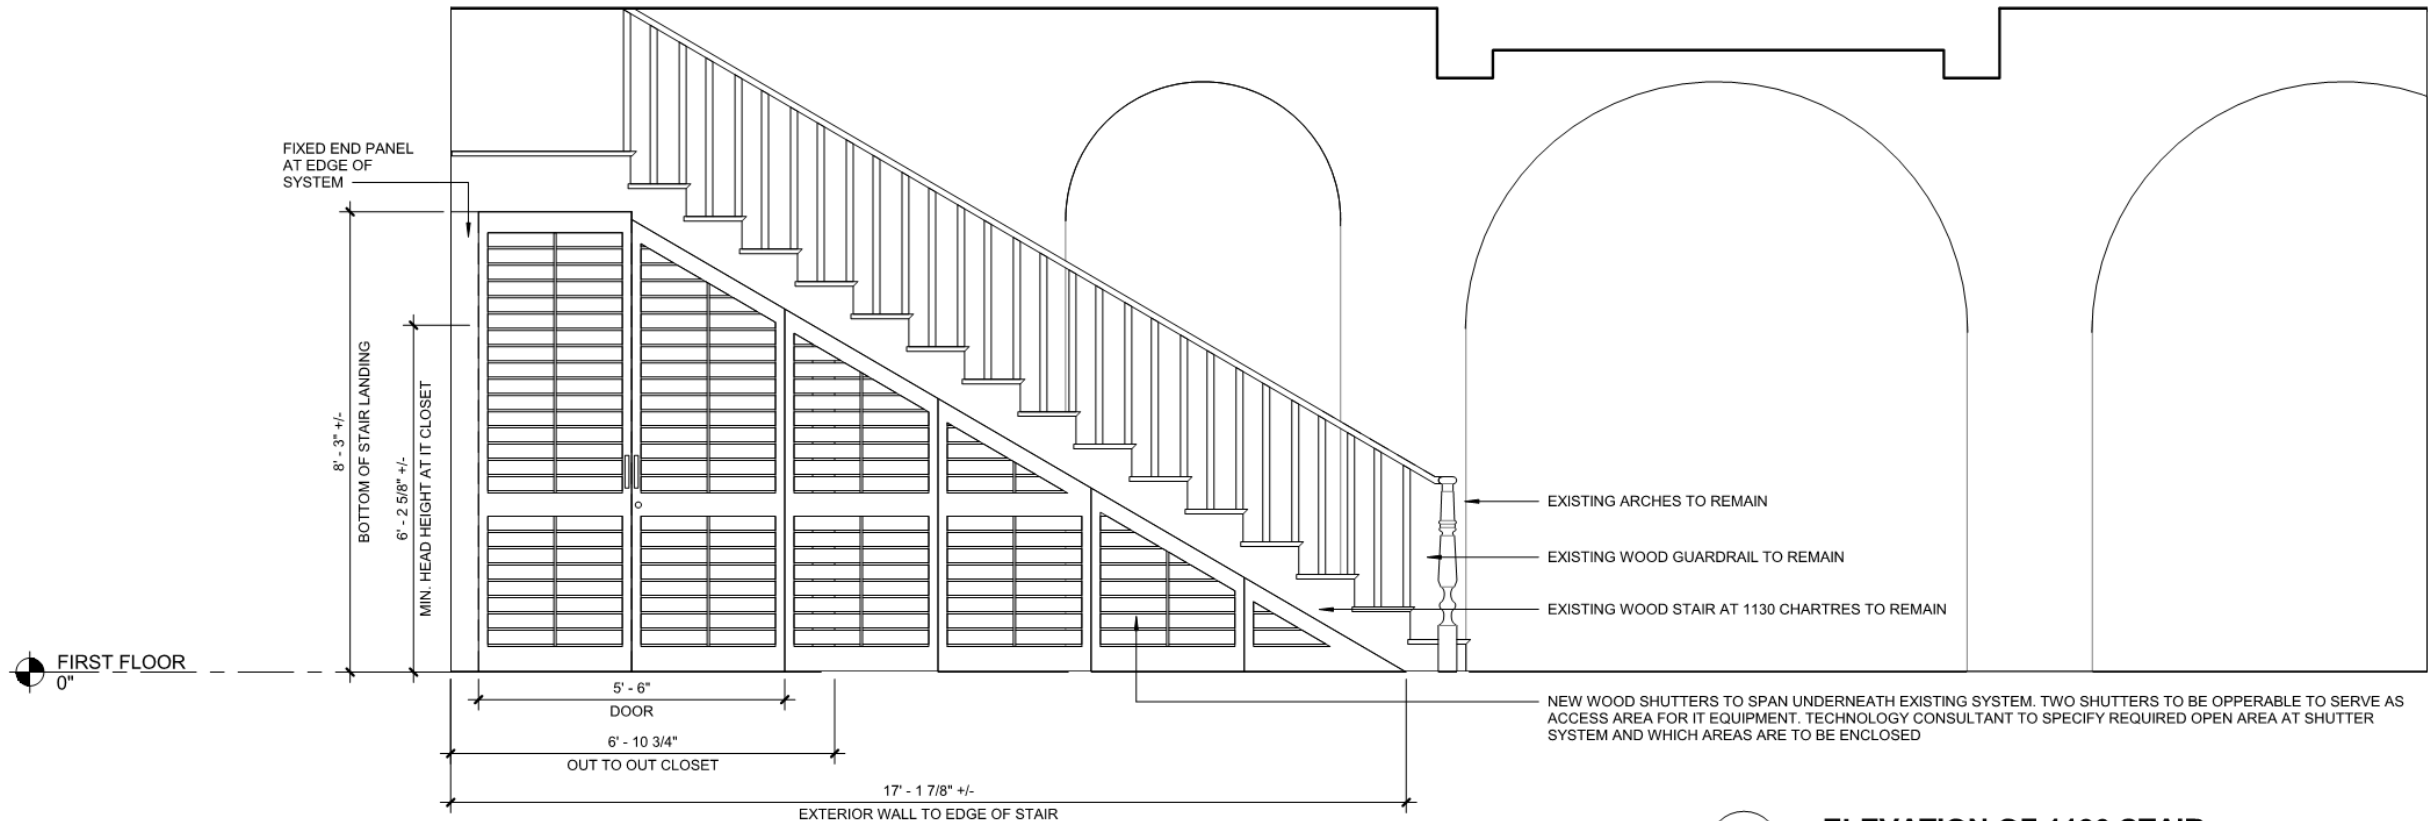 FIXED END PANEL
AT EDGE OF
SYSTEM
8' - 3" +/-
BOTTOM OF STAIR LANDING
6' - 2 5/8" +/-
MIN. HEAD HEIGHT AT IT CLOSET
EXISTING ARCHES TO REMAIN
EXISTING WOOD GUARDRAIL TO REMAIN
EXISTING WOOD STAIR AT 1130 CHARTRES TO REMAIN
FIRST FLOOR
0"
5' - 6"
DOOR
NEW WOOD SHUTTERS TO SPAN UNDERNEATH EXISTING SYSTEM. TWO SHUTTERS TO BE OPPERABLE TO SERVE AS
ACCESS AREA FOR IT EQUIPMENT. TECHNOLOGY CONSULTANT TO SPECIFY REQUIRED OPEN AREA AT SHUTTER
SYSTEM AND WHICH AREAS ARE TO BE ENCLOSED
6' - 10 3/4"
OUT TO OUT CLOSET
17' - 1 7/8" +/-
EXTERIOR WALL TO EDGE OF STAIR
ELEVATION OF 1130 STAIR